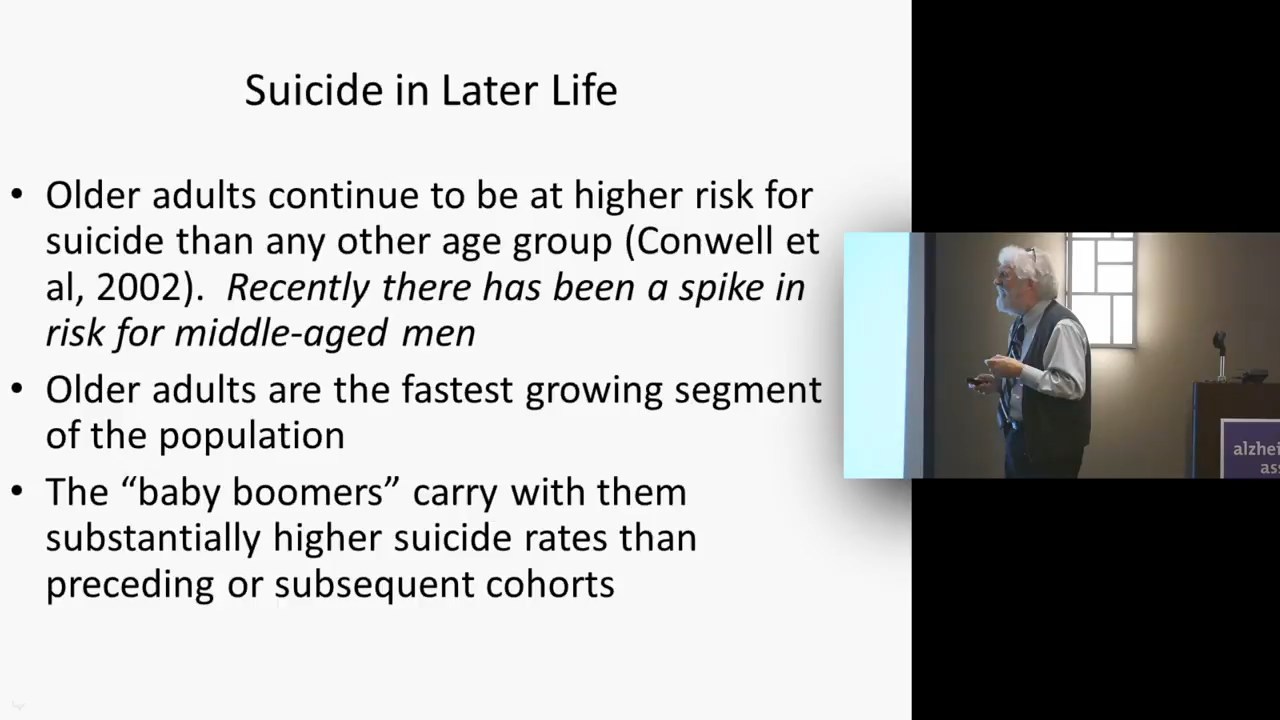 Suicide in Later Life
• Older adults continue to be at higher risk for
suicide than any other age group (Conwell et
al, 2002).  Recently there has been a spike in
risk for middle-aged men
• Older adults are the fastest growing segment
of the population
• The “baby boomers” carry with them
substantially higher suicide rates than
preceding or subsequent cohorts
alzhei
ass